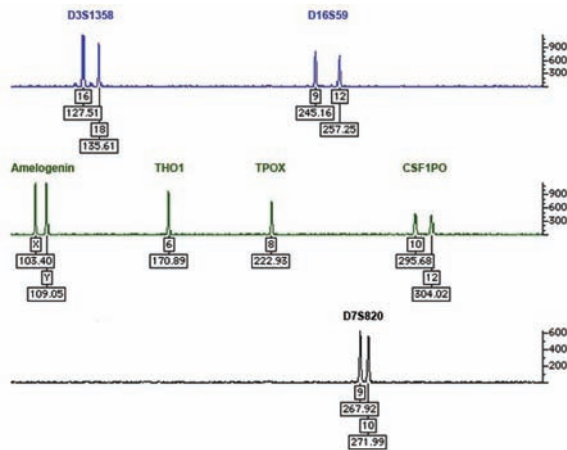 D3S1358 D16S59
900
600
300
16 9 12
127.51 245.16
18 257.25
135.61
Amelogenin THO1 TPOX CSF1PO
900
600
300
X 6 8 10
103.40 170.89 222.93 295.68
Y 12
109.05 304.02
D7S820
600
400
200
9
267.92
10
271.99